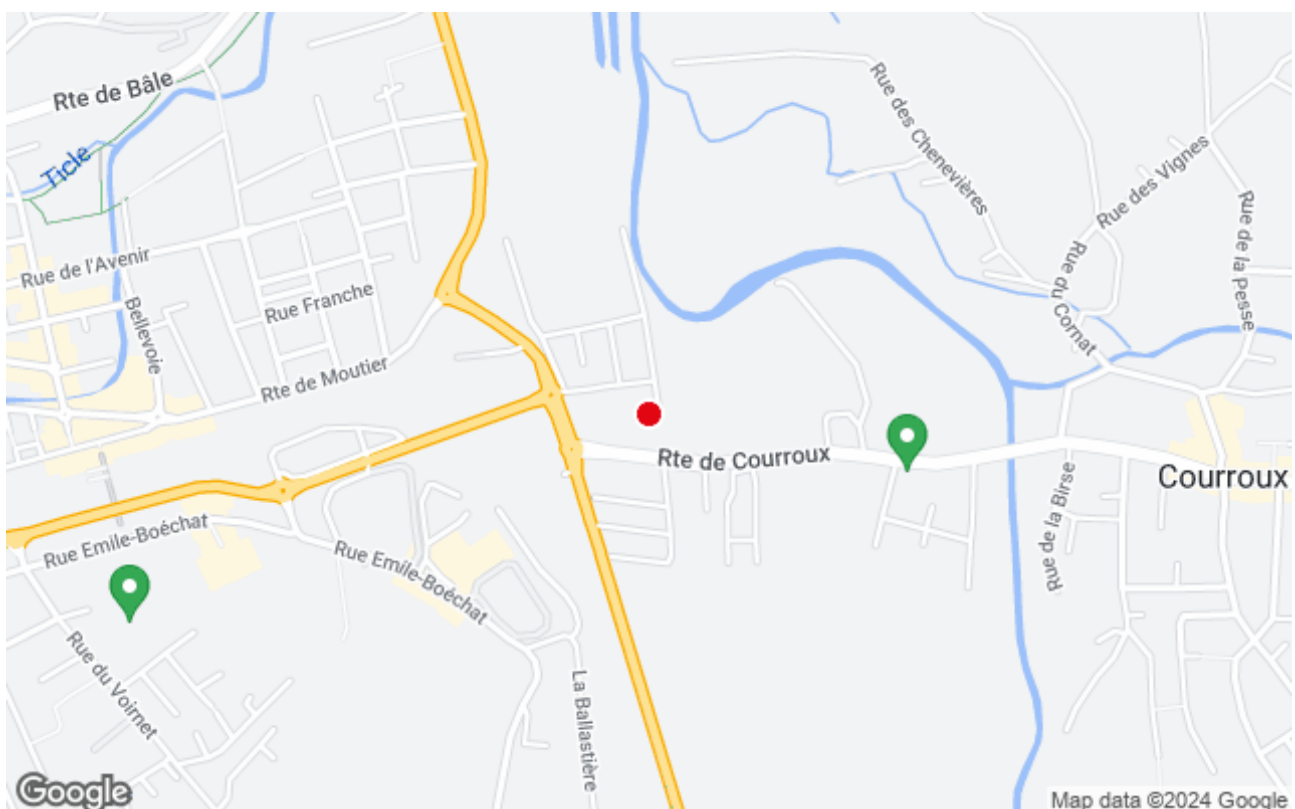 Rte de Bâle
Ticle
Rue des Chenevières
Rue des Vignes
Rue de la Pesse
Rue de l'Avenir
Bellevoie
Rue Franche
Rue du Cornat
Rte de Moutier
Rte de Courroux
Courroux
Rue Emile-Boéchat
Rue Emile-Boéchat
Rue de la Birse
Rue du Voirnet
La Ballastière
Google
Map data ©2024 Google